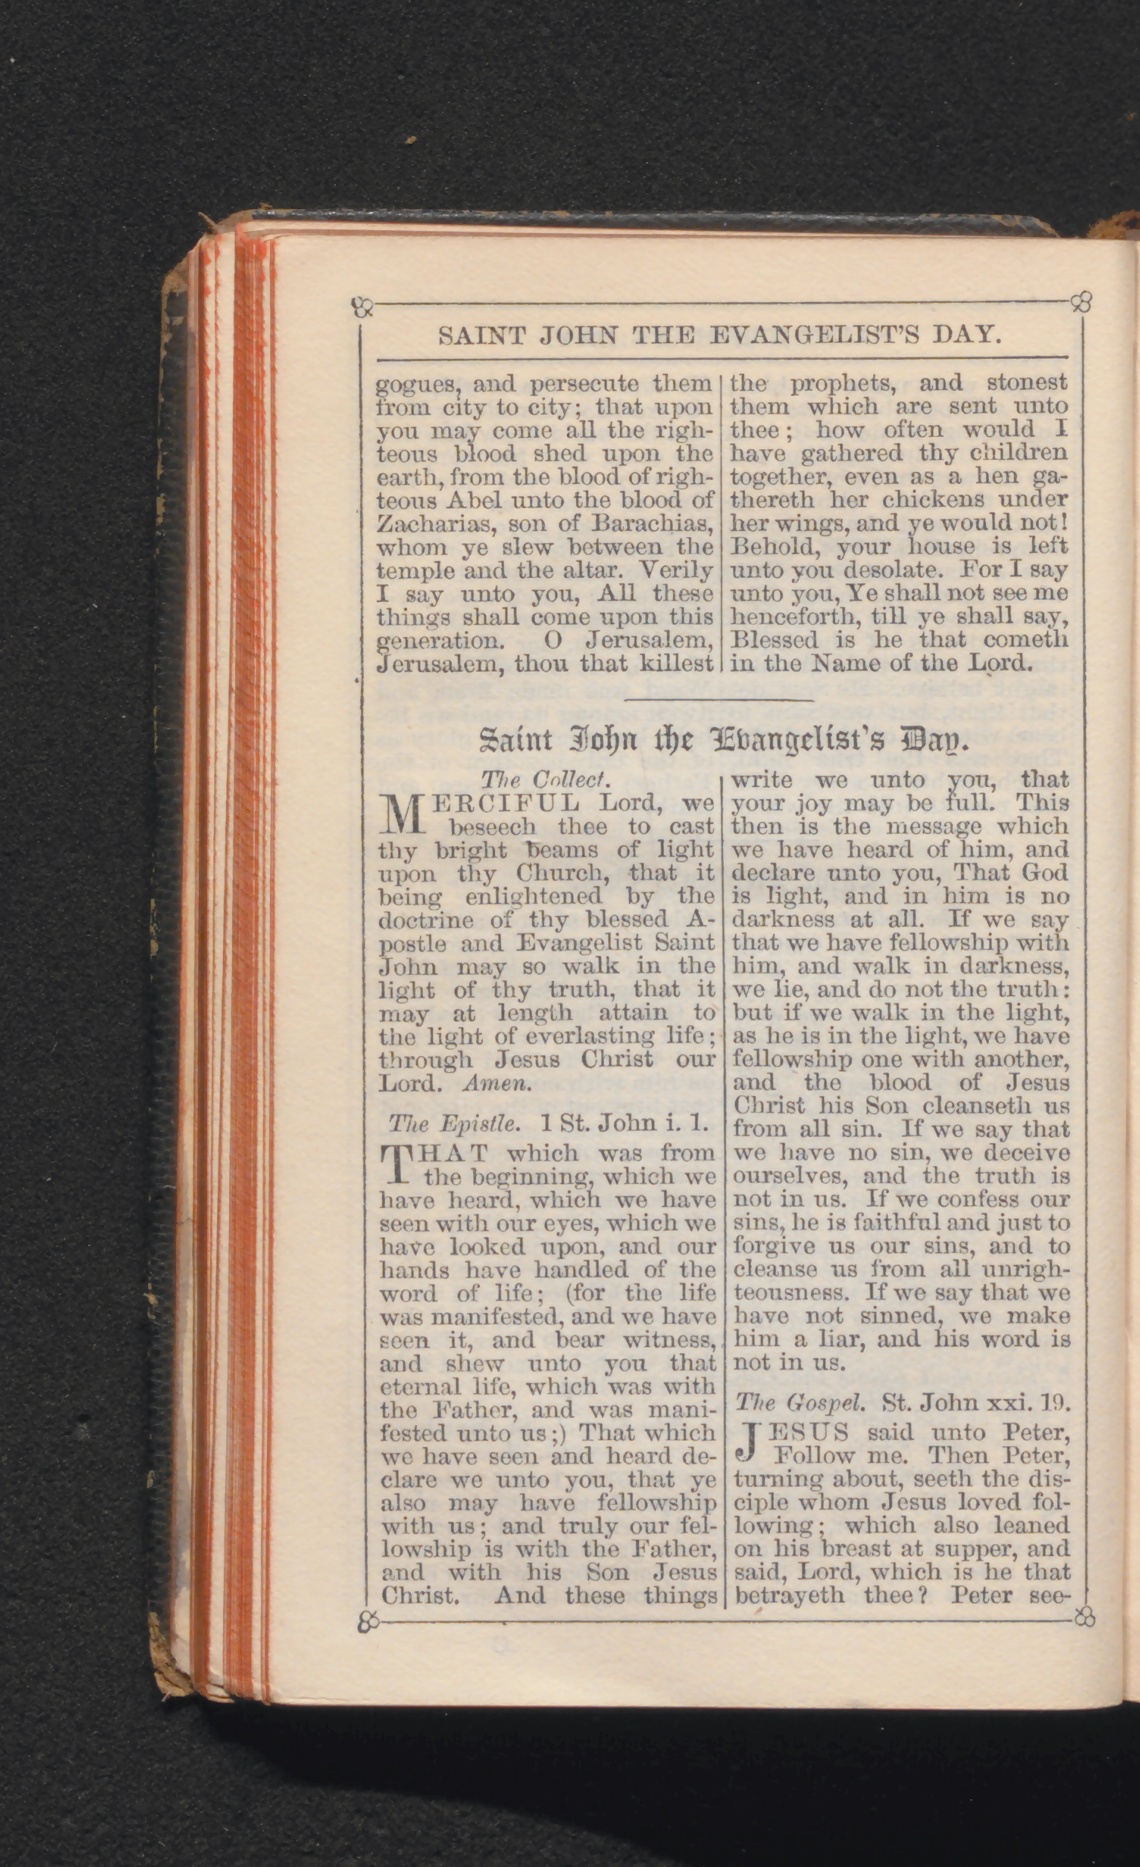 SAINT JOHN THE EVANGELIST'S DAY.
gogues, and persecute them
from city to city; that upon
you may come all the righ-
teous blood shed upon the
earth, from the blood of righ-
teous Abel unto the blood of
Zacharias, son of Barachias,
whom ye slew between the
temple and the altar. Verily
I say unto you, All these
things shall come upon this
generation. O Jerusalem,
Jerusalem, thou that killest
the prophets, and stonest
them which are sent unto
thee; how often would I
have gathered thy children
together, even as a hen ga-
thereth her chickens under
her wings, and ye would not!
Behold, your house is left
unto you desolate. For I say
unto you, Ye shall not see me
henceforth, till ye shall say,
Blessed is he that cometh
in the Name of the Lord.
Saint John the Evangelist's Day.
The Collect.
MERCIFUL Lord, we
beseech thee to cast
thy bright beams of light
upon thy Church, that it
being enlightened by the
doctrine of thy blessed A-
postle and Evangelist Saint
John may so walk in the
light of thy truth, that it
may at length attain to
the light of everlasting life;
through Jesus Christ our
Lord. Amen.
The Epistle. 1 St. John i. 1.
THAT which was from
the beginning, which we
have heard, which we have
seen with our eyes, which we
have looked upon, and our
hands have handled of the
word of life; (for the life
was manifested, and we have
seen it, and bear witness,
and shew unto you that
eternal life, which was with
the Father, and was mani-
fested unto us;) That which
we have seen and heard de-
clare we unto you, that ye
also may have fellowship
with us; and truly our fel-
lowship is with the Father,
and with his Son Jesus
Christ. And these things
write we unto you, that
your joy may be full. This
then is the message which
we have heard of him, and
declare unto you, That God
is light, and in him is no
darkness at all. If we say
that we have fellowship with
him, and walk in darkness,
we lie, and do not the truth:
but if we walk in the light,
as he is in the light, we have
fellowship one with another,
and the blood of Jesus
Christ his Son cleanseth us
from all sin. If we say that
we have no sin, we deceive
ourselves, and the truth is
not in us. If we confess our
sins, he is faithful and just to
forgive us our sins, and to
cleanse us from all unrigh-
teousness. If we say that we
have not sinned, we make
him a liar, and his word is
not in us.
The Gospel. St. John xxi. 19.
JESUS said unto Peter,
Follow me. Then Peter,
turning about, seeth the dis-
ciple whom Jesus loved fol-
lowing; which also leaned
on his breast at supper, and
said, Lord, which is he that
betrayeth thee? Peter see-